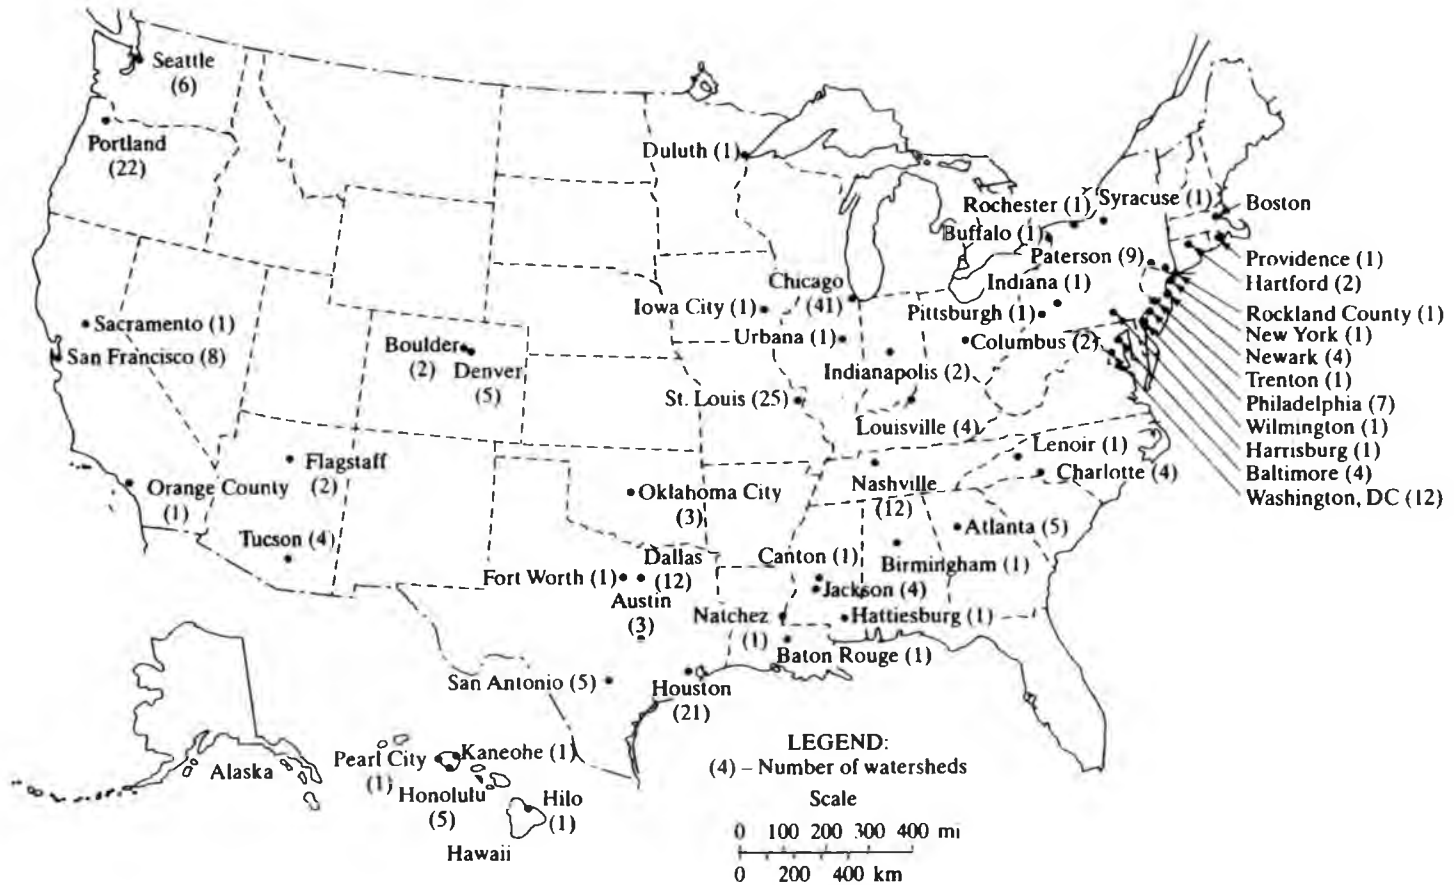 Seattle
(6)
Portland
(22)
Duluth (1)
Syracuse (1)
Rochester (1)
Boston
Buffalo (1)
Paterson (9)
Providence (1)
Indiana (1)
Hartford (2)
Chicago
(41)
Iowa City (1)
Pittsburgh (1)
Rockland County (1)
Sacramento (1)
New York (1)
Urbana (1)
Columbus (2)
San Francisco (8)
Boulder
(2)
Denver
(5)
Newark (4)
Indianapolis (2)
Trenton (1)
St. Louis (25)
Philadelphia (7)
Louisville (4)
Wilmington (1)
Lenoir (1)
Harrisburg (1)
Flagstaff
(2)
Charlotte (4)
Baltimore (4)
Orange County
(1)
Oklahoma City
(3)
Nashville
(12)
Washington, DC (12)
Atlanta (5)
Tucson (4)
Dallas
(12)
Canton (1)
Birmingham (1)
Fort Worth (1)
Jackson (4)
Austin
(3)
Natchez
(1)
Hattiesburg (1)
Baton Rouge (1)
San Antonio (5)
Houston
(21)
LEGEND:
(4) – Number of watersheds
Pearl City
(1)
Kaneohe (1)
Alaska
Honolulu
(5)
Hilo
(1)
Hawaii
Scale
0 100 200 300 400 mi
0 200 400 km